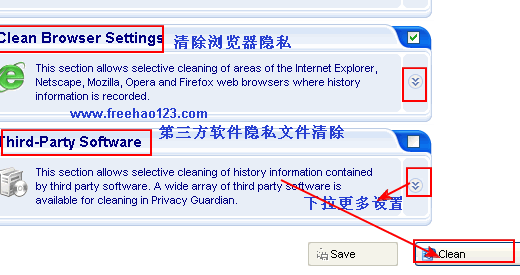 Clean Browser Settings 清除浏览器隐私
This section allows selective cleaning of areas of the Internet Explorer,
Netscape, Mozilla, Opera and Firefox web browsers where history
information is recorded.
www.freehao123.com
第三方软件隐私文件清除
Third-Party Software
This section allows selective cleaning of history information contained
by third party software. A wide array of third party software is
available for cleaning in Privacy Guardian.
下拉更多设置
Save
Clean